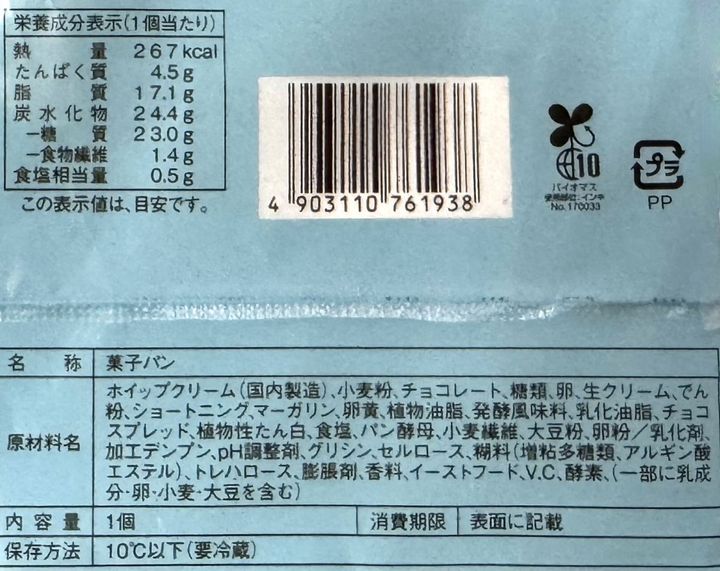 栄養成分表示(1個当たり)
熱量 267kcal
たんぱく質 4.5g
脂質 17.1g
炭水化物 24.4g
－糖質 23.0g
－食物繊維 1.4g
食塩相当量 0.5g
この表示値は、目安です。
4 903110 761938
10
バイオマス
使用部位:インキ
No.170033
プラ
PP
名称 菓子パン
原材料名 ホイップクリーム(国内製造)、小麦粉、チョコレート、糖類、卵、生クリーム、でん
粉、ショートニング、マーガリン、卵黄、植物油脂、発酵風味料、乳化油脂、チョコ
スプレッド、植物性たん白、食塩、パン酵母、小麦繊維、大豆粉、卵粉／乳化剤、
加工デンプン、pH調整剤、グリシン、セルロース、糊料(増粘多糖類、アルギン酸
エステル)、トレハロース、膨脹剤、香料、イーストフード、V.C、酵素、(一部に乳成
分・卵・小麦・大豆を含む)
内容量 1個 消費期限 表面に記載
保存方法 10℃以下(要冷蔵)